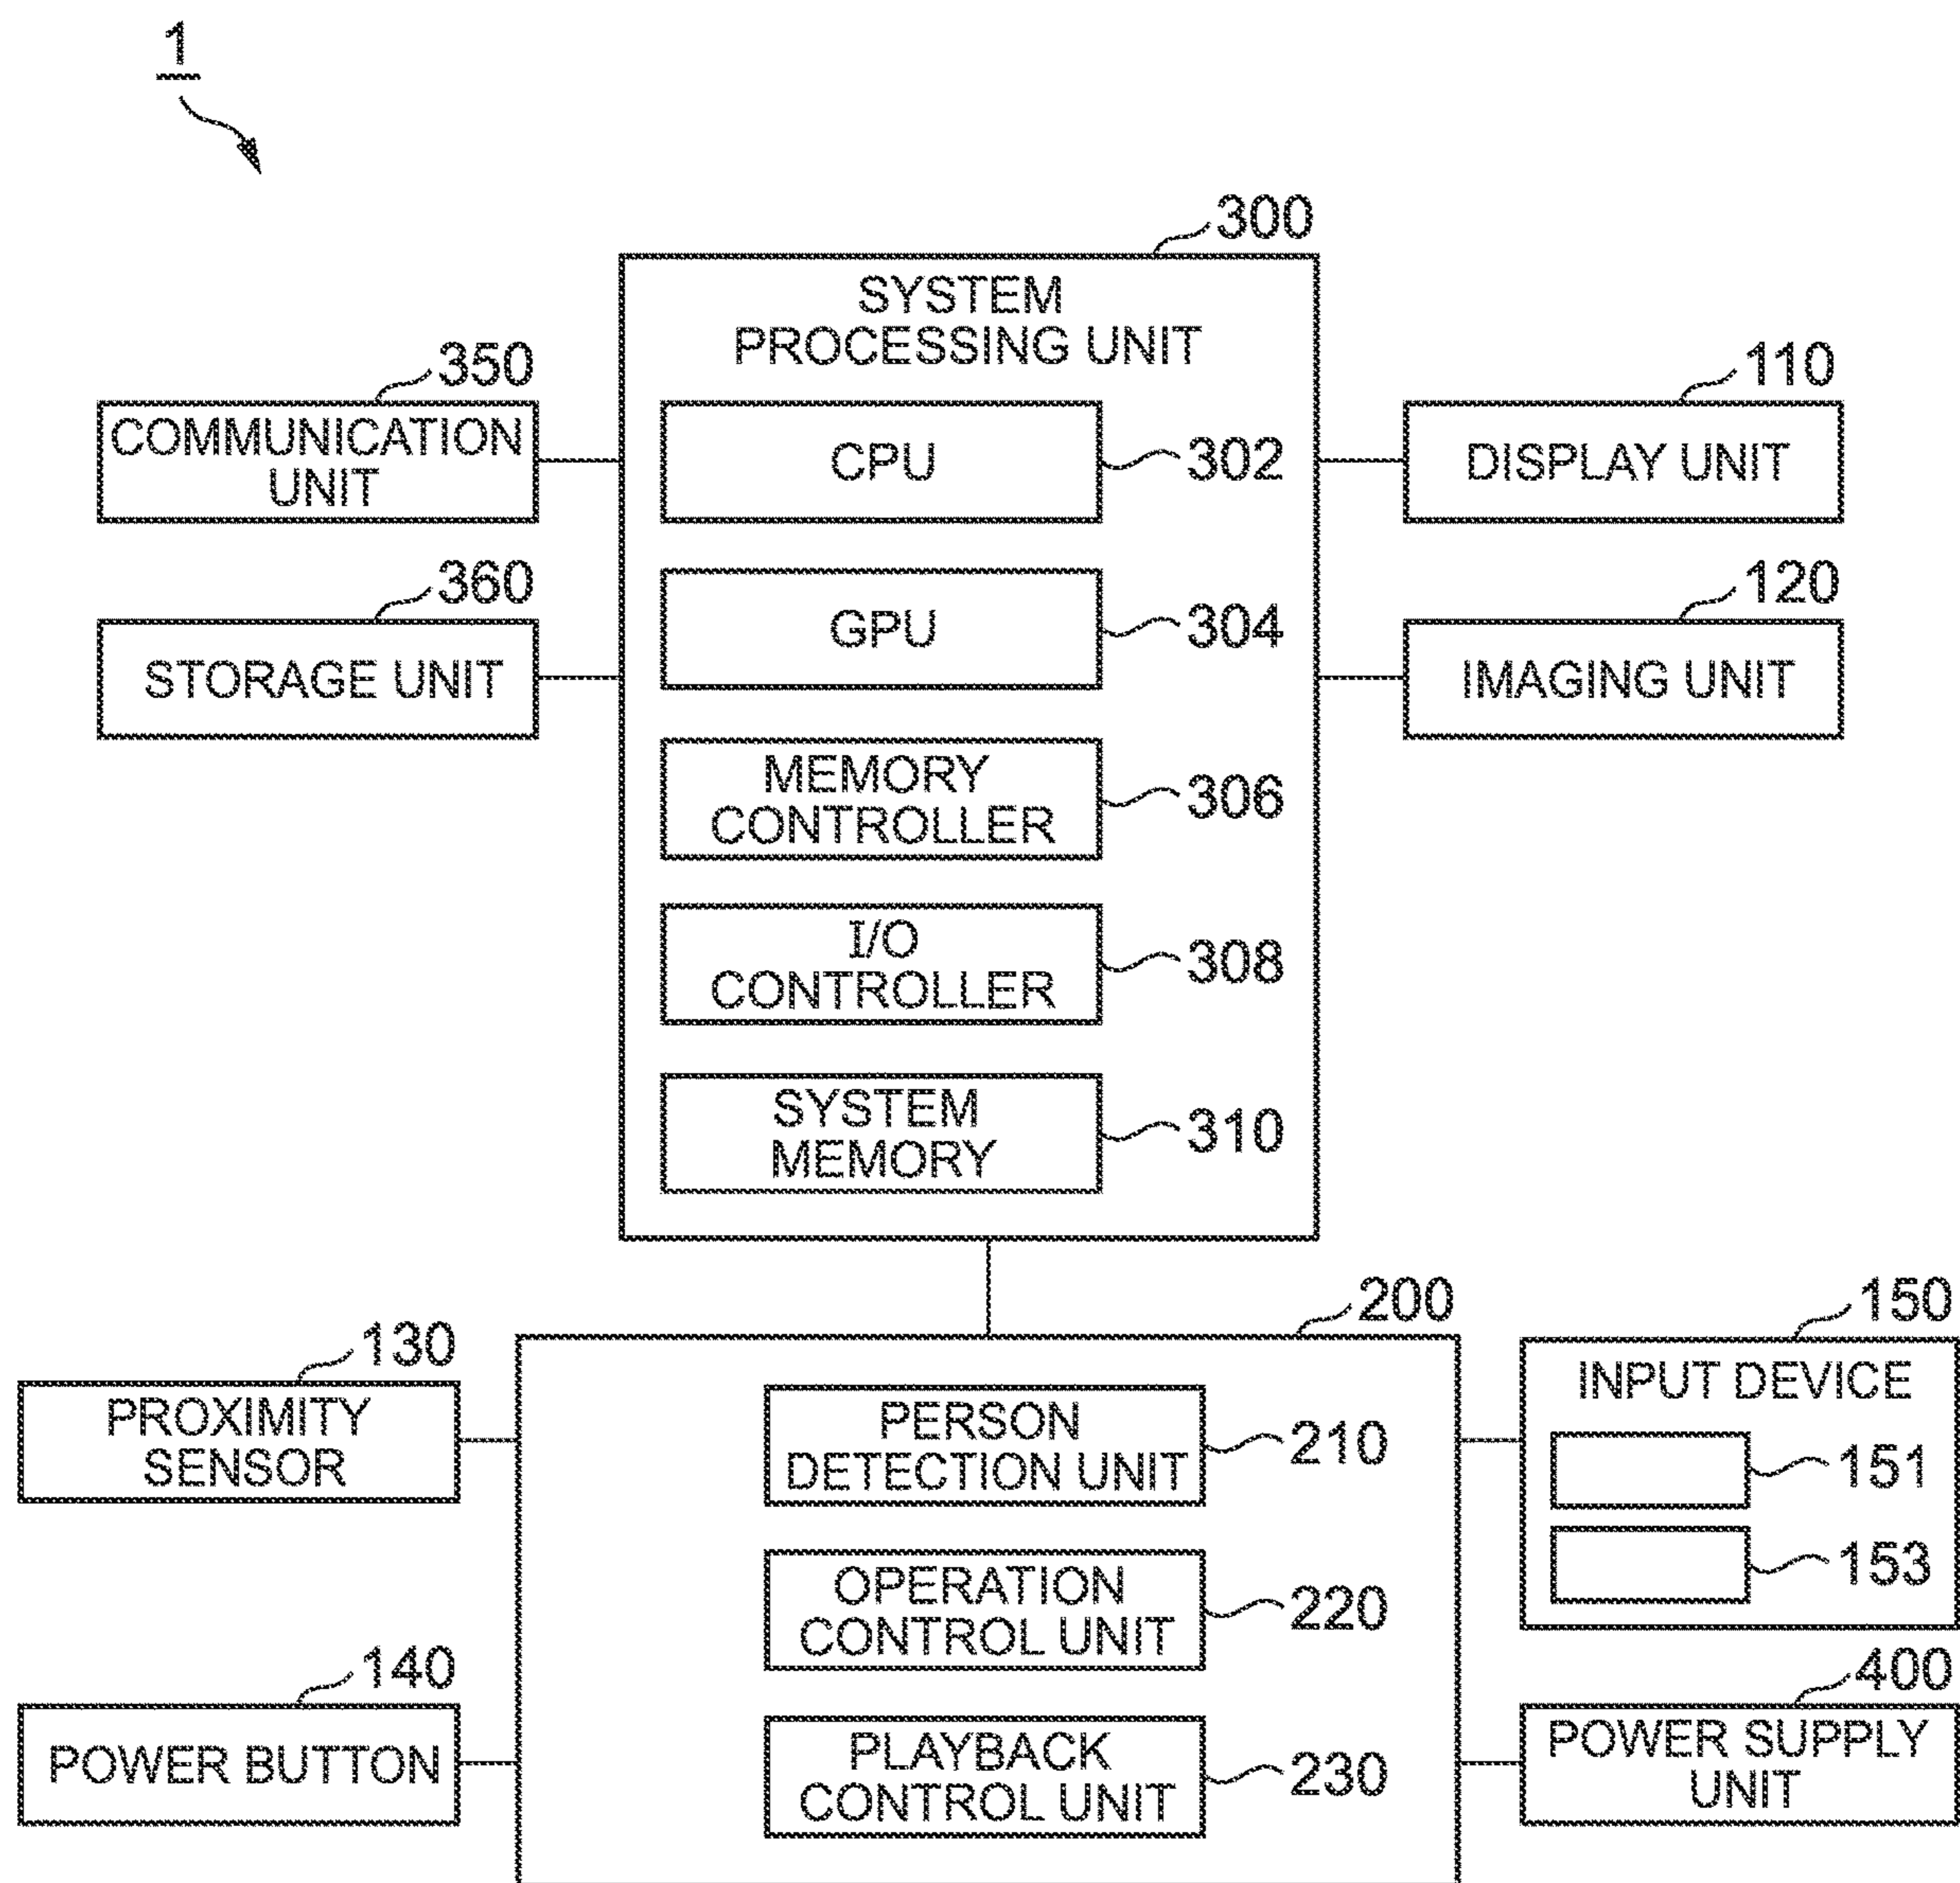 1
300
SYSTEM
PROCESSING UNIT
350
COMMUNICATION
UNIT
CPU
302
110
DISPLAY UNIT
360
STORAGE UNIT
GPU
304
120
IMAGING UNIT
MEMORY
CONTROLLER
306
I/O
CONTROLLER
308
SYSTEM
MEMORY
310
200
130
PROXIMITY
SENSOR
PERSON
DETECTION UNIT
210
150
INPUT DEVICE
151
153
OPERATION
CONTROL UNIT
220
140
POWER BUTTON
PLAYBACK
CONTROL UNIT
230
400
POWER SUPPLY
UNIT